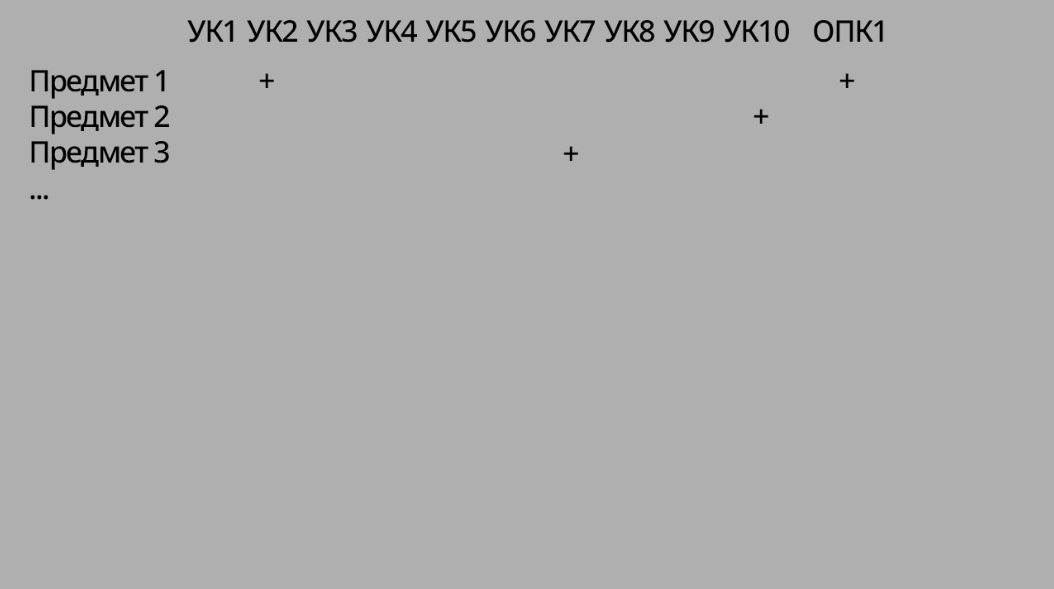 УК1 УК2 УК3 УК4 УК5 УК6 УК7 УК8 УК9 УК10 ОПК1
Предмет 1 + +
Предмет 2 +
Предмет 3 +
...